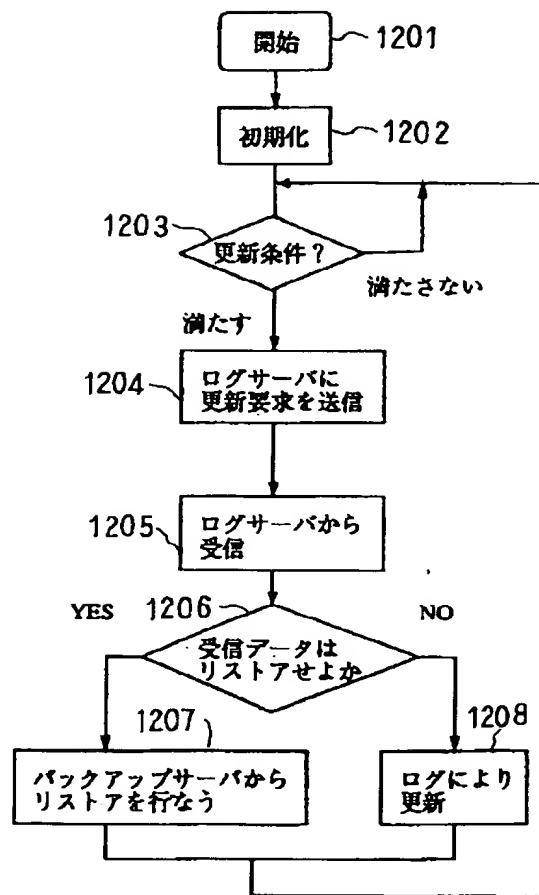 開始
1201
初期化
1202
1203
更新条件？
満たさない
満たす
1204
ログサーバに
更新要求を送信
1205
ログサーバから
受信
1206
YES
NO
受信データは
リストアせよか
1207
1208
バックアップサーバから
リストアを行なう
ログにより
更新